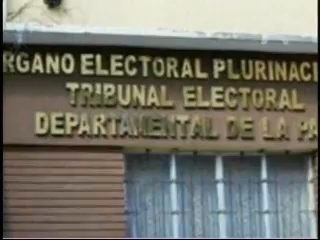 RGANO ELECTORAL PLURINACI
TRIBUNAL ELECTORAL
DEPARTAMENTAL DE LA PA